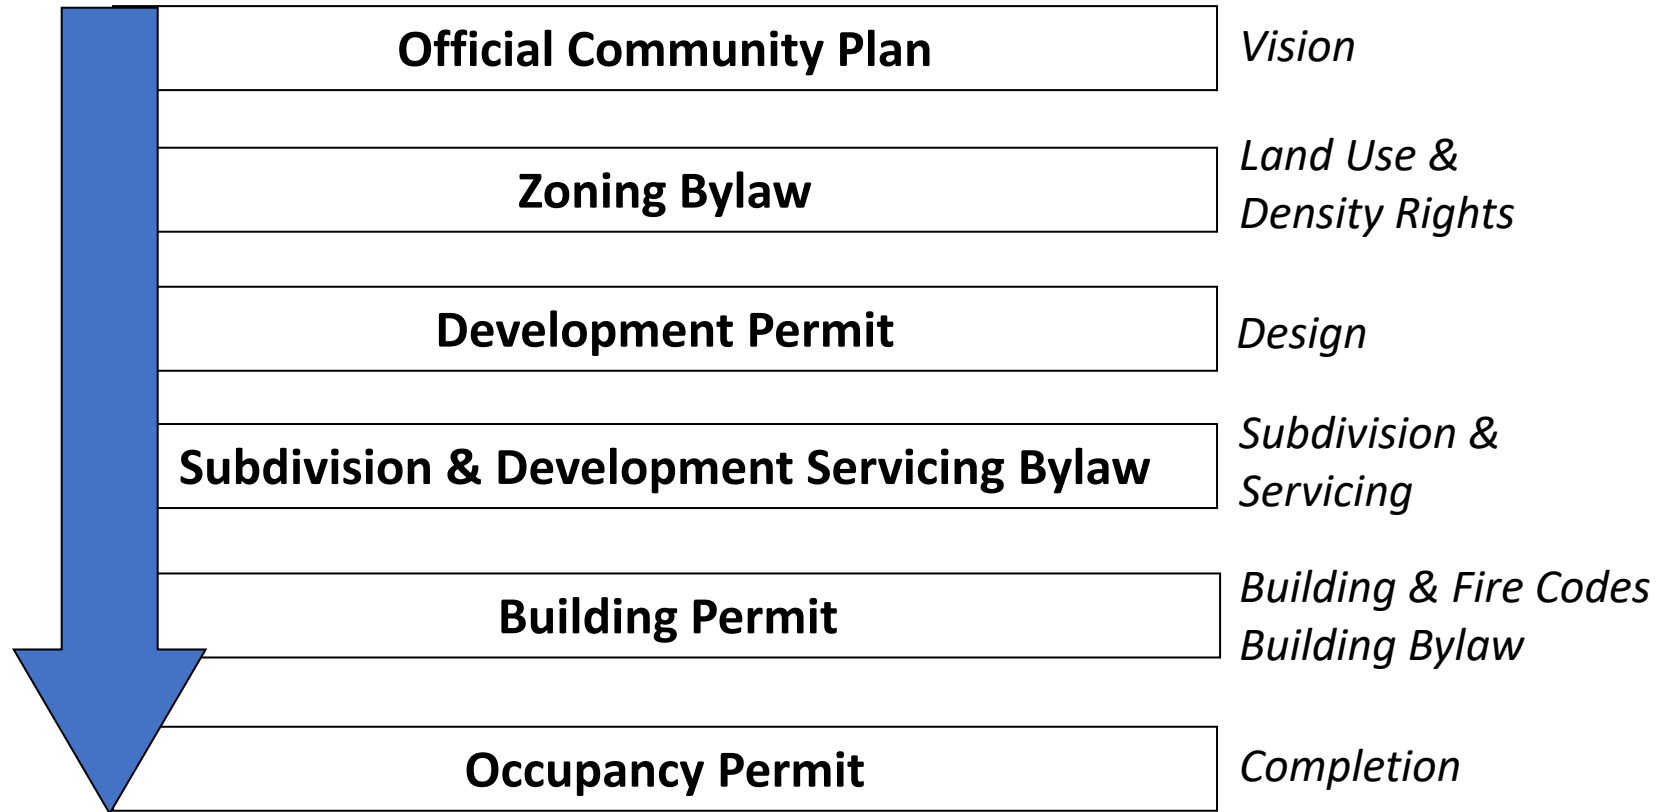 Official Community Plan
Vision
Zoning Bylaw
Land Use &
Density Rights
Development Permit
Design
Subdivision & Development Servicing Bylaw
Subdivision &
Servicing
Building Permit
Building & Fire Codes
Building Bylaw
Occupancy Permit
Completion